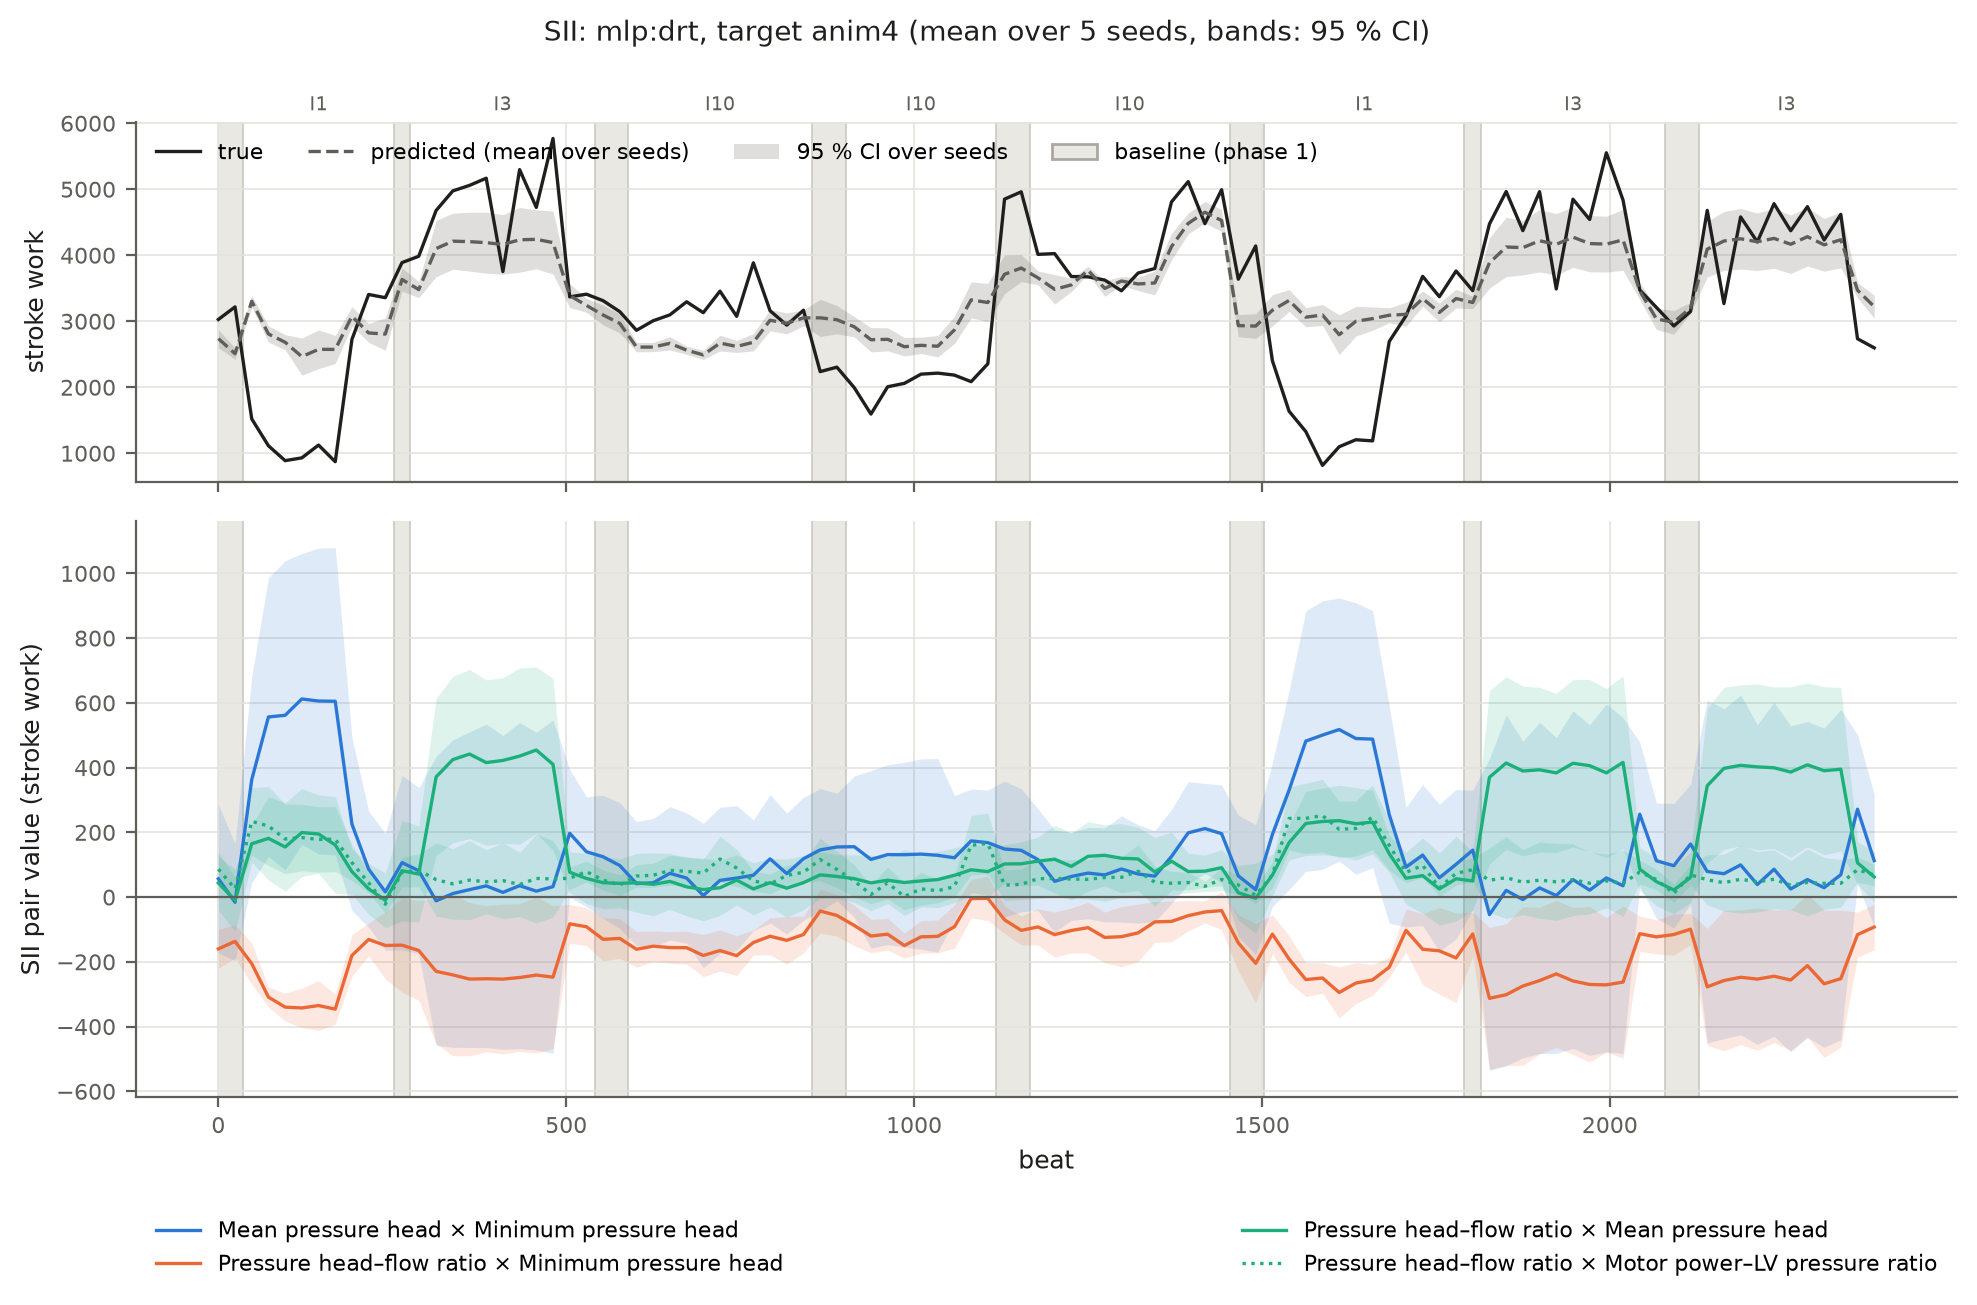 SII: mlp:drt, target anim4 (mean over 5 seeds, bands: 95 % CI)
I1 I3 I10 I10 I10 I1 I3 I3
true predicted (mean over seeds) 95 % CI over seeds baseline (phase 1)
stroke work
6000
5000
4000
3000
2000
1000
SII pair value (stroke work)
1000
800
600
400
200
0
−200
−400
−600
0 500 1000 1500 2000
beat
Mean pressure head × Minimum pressure head
Pressure head–flow ratio × Minimum pressure head
Pressure head–flow ratio × Mean pressure head
Pressure head–flow ratio × Motor power–LV pressure ratio